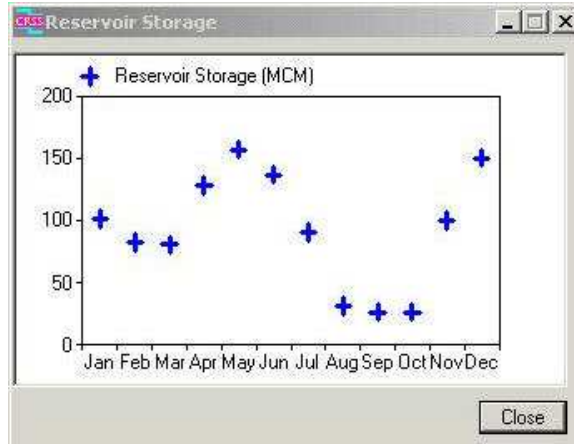 CRSS Reservoir Storage
Reservoir Storage (MCM)
200
150
100
50
0
Jan Feb Mar Apr May Jun Jul Aug Sep Oct Nov Dec
Close